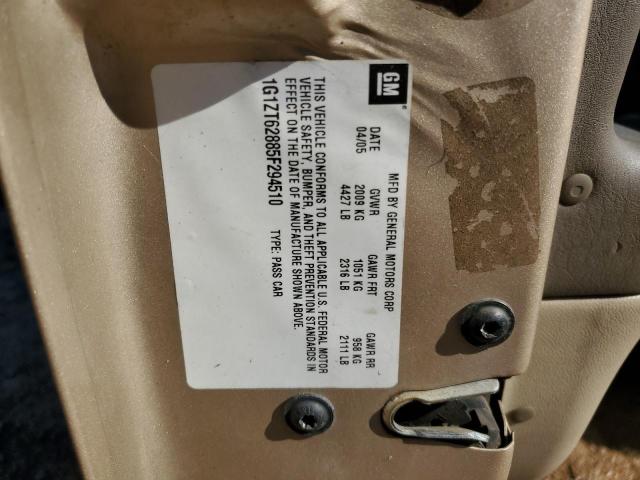 GM
MFD BY GENERAL MOTORS CORP
DATE GVWR GAWR FRT GAWR RR
04/05 2009 KG 1051 KG 958 KG
4427 LB 2316 LB 2111 LB
THIS VEHICLE CONFORMS TO ALL APPLICABLE U.S. FEDERAL MOTOR
VEHICLE SAFETY, BUMPER, AND THEFT PREVENTION STANDARDS IN
EFFECT ON THE DATE OF MANUFACTURE SHOWN ABOVE.
1G1ZT62885F294510 TYPE: PASS CAR